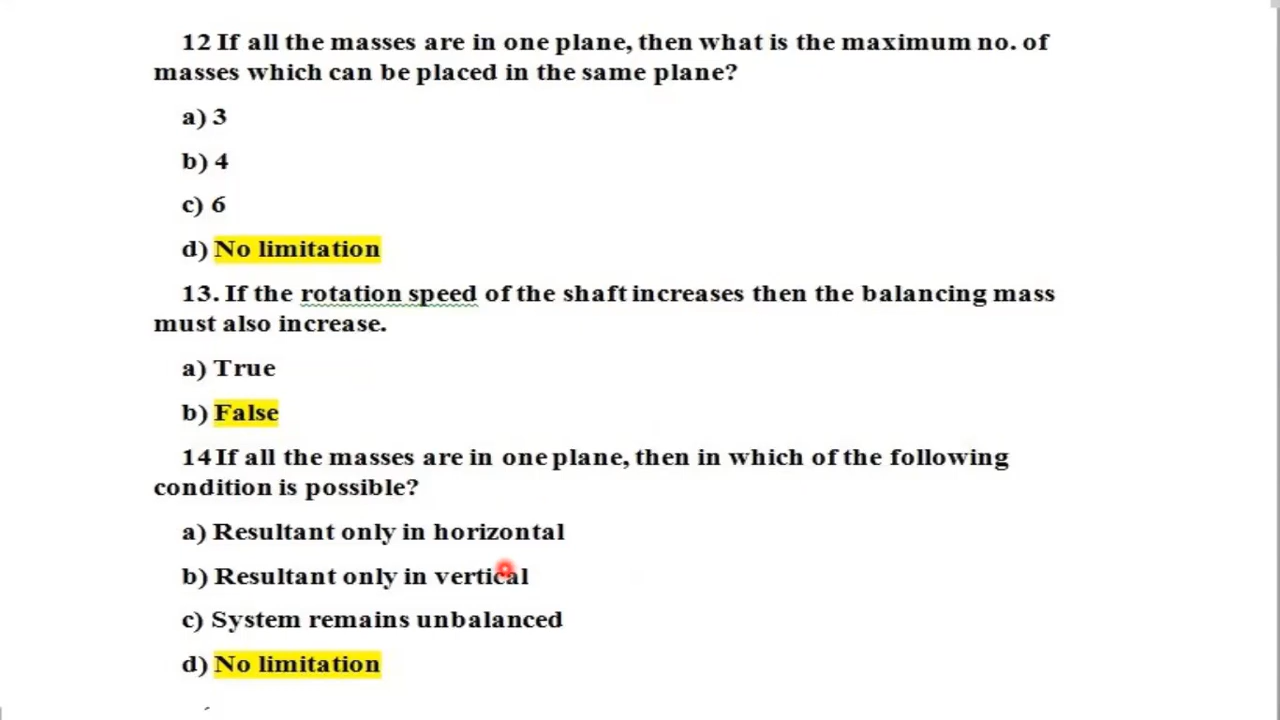 12 If all the masses are in one plane, then what is the maximum no. of
masses which can be placed in the same plane?
a) 3
b) 4
c) 6
d) No limitation
13. If the rotation speed of the shaft increases then the balancing mass
must also increase.
a) True
b) False
14 If all the masses are in one plane, then in which of the following
condition is possible?
a) Resultant only in horizontal
b) Resultant only in vertical
c) System remains unbalanced
d) No limitation